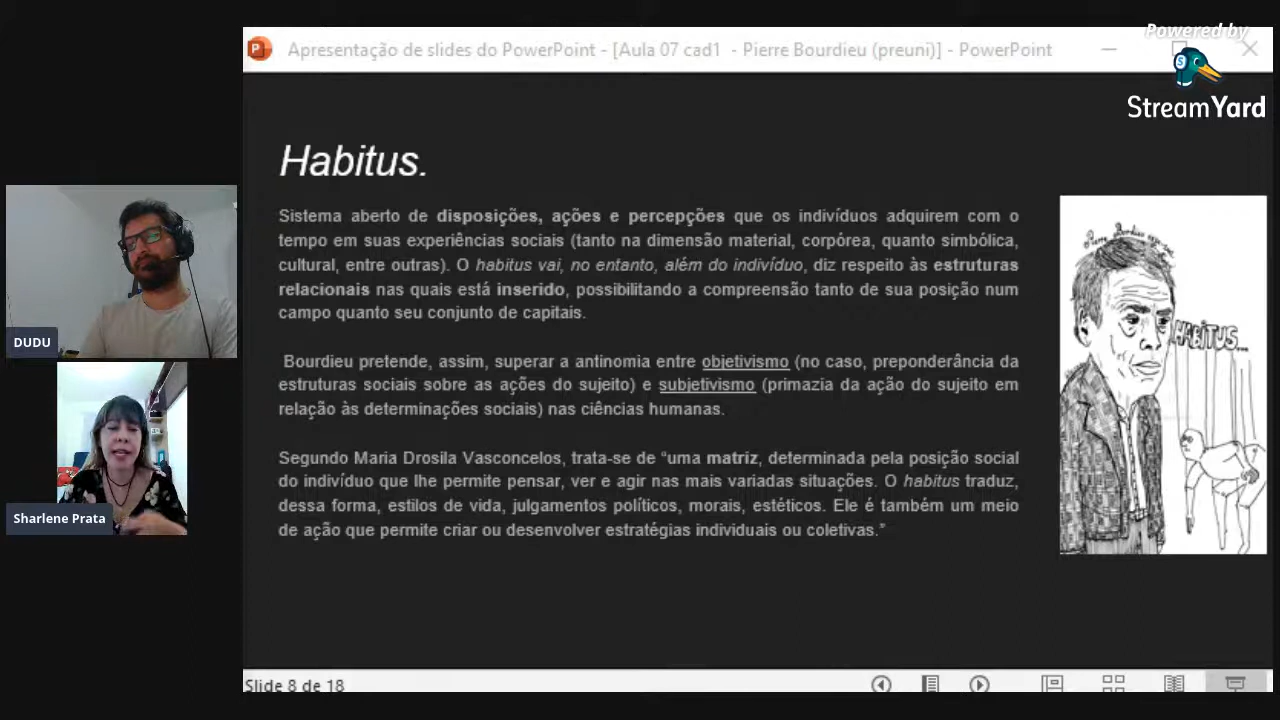 Powered by
StreamYard
Apresentação de slides do PowerPoint - [Aula 07 cad1 - Pierre Bourdieu (preuni)] - PowerPoint
Habitus.
Sistema aberto de disposições, ações e percepções que os indivíduos adquirem com o
tempo em suas experiências sociais (tanto na dimensão material, corpórea, quanto simbólica,
cultural, entre outras). O habitus vai, no entanto, além do indivíduo, diz respeito às estruturas
relacionais nas quais está inserido, possibilitando a compreensão tanto de sua posição num
campo quanto seu conjunto de capitais.
Bourdieu pretende, assim, superar a antinomia entre objetivismo (no caso, preponderância da
estruturas sociais sobre as ações do sujeito) e subjetivismo (primazia da ação do sujeito em
relação às determinações sociais) nas ciências humanas.
Segundo Maria Drosila Vasconcelos, trata-se de “uma matriz, determinada pela posição social
do indivíduo que lhe permite pensar, ver e agir nas mais variadas situações. O habitus traduz,
dessa forma, estilos de vida, julgamentos políticos, morais, estéticos. Ele é também um meio
de ação que permite criar ou desenvolver estratégias individuais ou coletivas.”
Pierre Bourdieu
HABITUS...
DUDU
Sharlene Prata
Slide 8 de 18